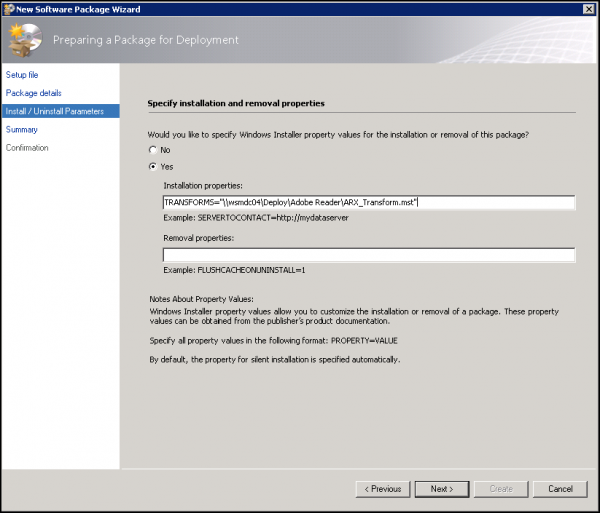 New Software Package Wizard
Preparing a Package for Deployment
Setup file
Package details
Install / Uninstall Parameters
Summary
Confirmation
Specify installation and removal properties
Would you like to specify Windows Installer property values for the installation or removal of this package?
No
Yes
Installation properties:
TRANSFORMS="\\wsmdc04\Deploy\Adobe Reader\ARX_Transform.mst"
Example: SERVERTOCONTACT=http://mydataserver
Removal properties:
Example: FLUSHCACHEONUNINSTALL=1
Notes About Property Values:
Windows Installer property values allow you to customize the installation or removal of a package. These property
values can be obtained from the publisher's product documentation.
Specify all property values in the following format: PROPERTY=VALUE
By default, the property for silent installation is specified automatically.
< Previous
Next >
Create
Cancel